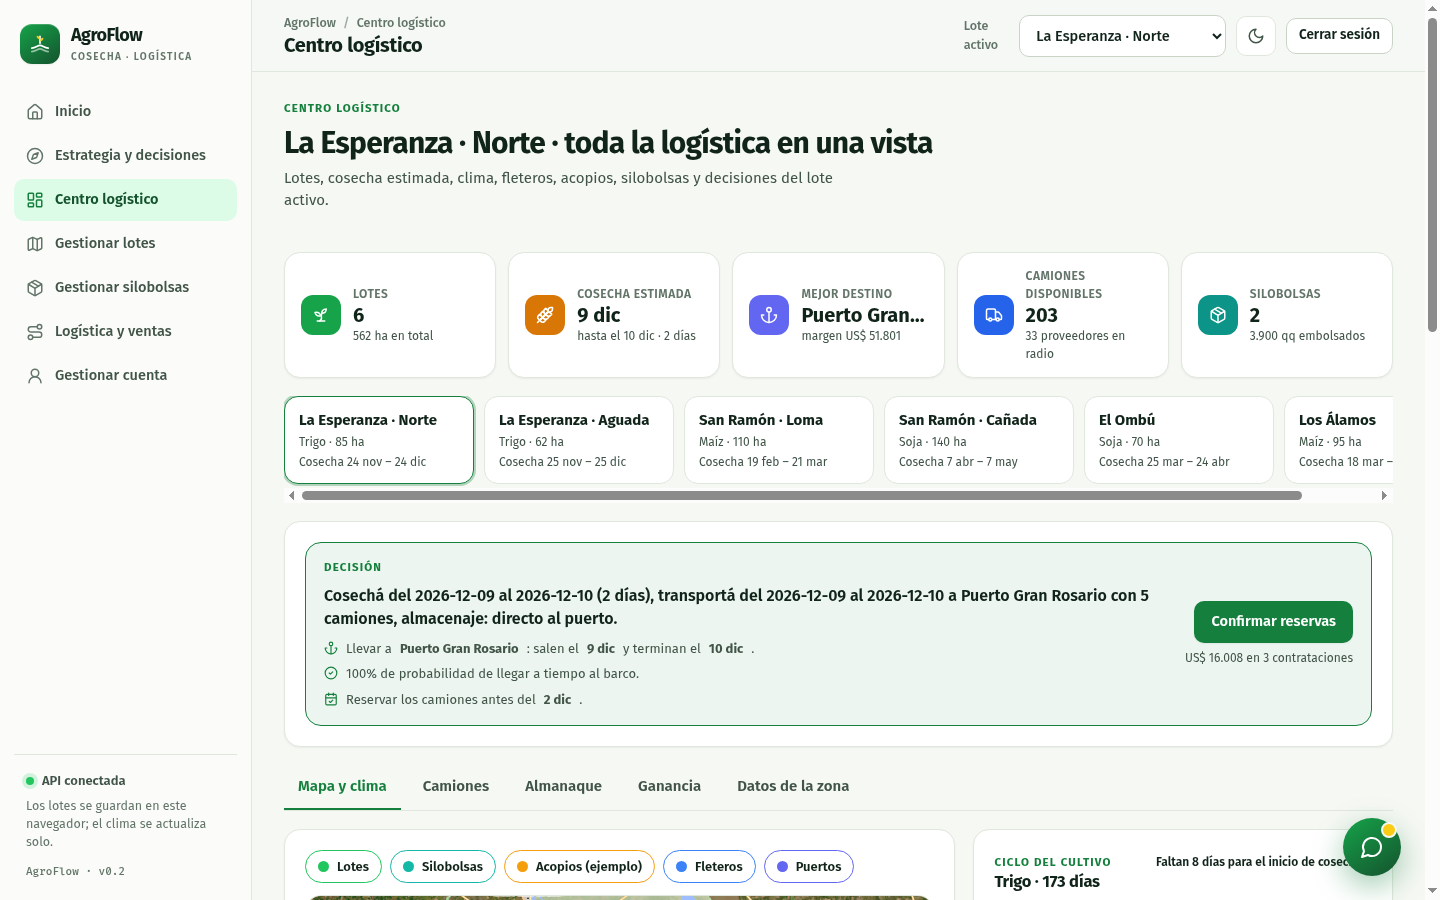 AgroFlow
COSECHA · LOGÍSTICA
Inicio
Estrategia y decisiones
Centro logístico
Gestionar lotes
Gestionar silobolsas
Logística y ventas
Gestionar cuenta
API conectada
Los lotes se guardan en este
navegador; el clima se actualiza
solo.
AgroFlow · v0.2
AgroFlow / Centro logístico
Centro logístico
Lote
activo
La Esperanza · Norte
Cerrar sesión
CENTRO LOGÍSTICO
La Esperanza · Norte · toda la logística en una vista
Lotes, cosecha estimada, clima, fleteros, acopios, silobolsas y decisiones del lote
activo.
LOTES
6
562 ha en total
COSECHA ESTIMADA
9 dic
hasta el 10 dic · 2 días
MEJOR DESTINO
Puerto Gran...
margen US$ 51.801
CAMIONES
DISPONIBLES
203
33 proveedores en
radio
SILOBOLSAS
2
3.900 qq embolsados
La Esperanza · Norte
Trigo · 85 ha
Cosecha 24 nov – 24 dic
La Esperanza · Aguada
Trigo · 62 ha
Cosecha 25 nov – 25 dic
San Ramón · Loma
Maíz · 110 ha
Cosecha 19 feb – 21 mar
San Ramón · Cañada
Soja · 140 ha
Cosecha 7 abr – 7 may
El Ombú
Soja · 70 ha
Cosecha 25 mar – 24 abr
Los Álamos
Maíz · 95 ha
Cosecha 18 mar –
DECISIÓN
Cosechá del 2026-12-09 al 2026-12-10 (2 días), transportá del 2026-12-09 al 2026-12-10 a Puerto Gran Rosario con 5
camiones, almacenaje: directo al puerto.
Llevar a Puerto Gran Rosario : salen el 9 dic y terminan el 10 dic .
100% de probabilidad de llegar a tiempo al barco.
Reservar los camiones antes del 2 dic .
Confirmar reservas
US$ 16.008 en 3 contrataciones
Mapa y clima
Camiones
Almanaque
Ganancia
Datos de la zona
Lotes
Silobolsas
Acopios (ejemplo)
Fleteros
Puertos
CICLO DEL CULTIVO
Trigo · 173 días
Faltan 8 días para el inicio de